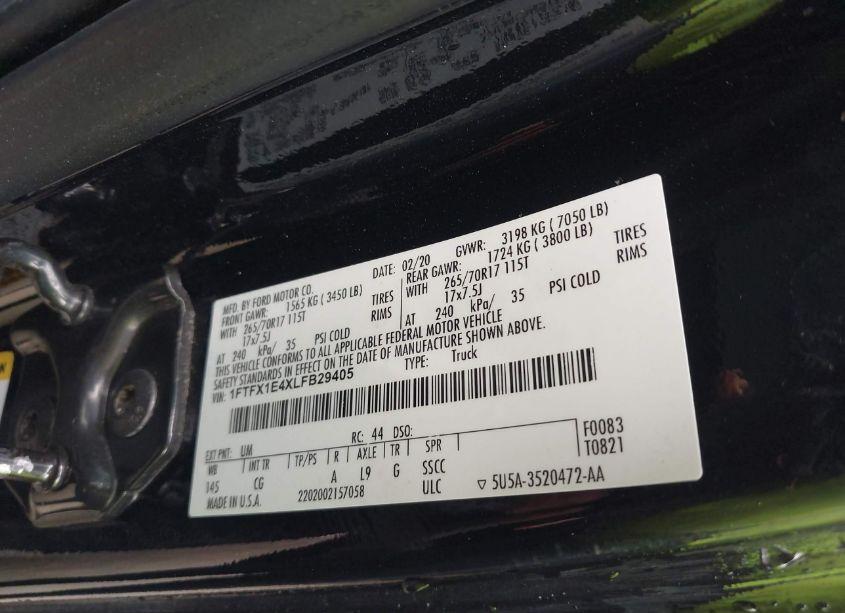 MFD. BY FORD MOTOR CO.
DATE: 02/20 GVWR: 3198 KG ( 7050 LB)
FRONT GAWR: 1565 KG ( 3450 LB)
REAR GAWR: 1724 KG ( 3800 LB)
WITH 265/70R17 115T TIRES
WITH 265/70R17 115T TIRES
17x7.5J RIMS
17x7.5J RIMS
AT 240 kPa/ 35 PSI COLD
AT 240 kPa/ 35 PSI COLD
THIS VEHICLE CONFORMS TO ALL APPLICABLE FEDERAL MOTOR VEHICLE
SAFETY STANDARDS IN EFFECT ON THE DATE OF MANUFACTURE SHOWN ABOVE.
VIN: 1FTFX1E4XLFB29405 TYPE: Truck
EXT PNT: UM RC: 44 DSO: F0083
WB INT TR TP/PS R AXLE TR SPR T0821
145 CG A L9 G SSCC
MADE IN U.S.A. 2202002157058 ULC ▽ 5U5A-3520472-AA